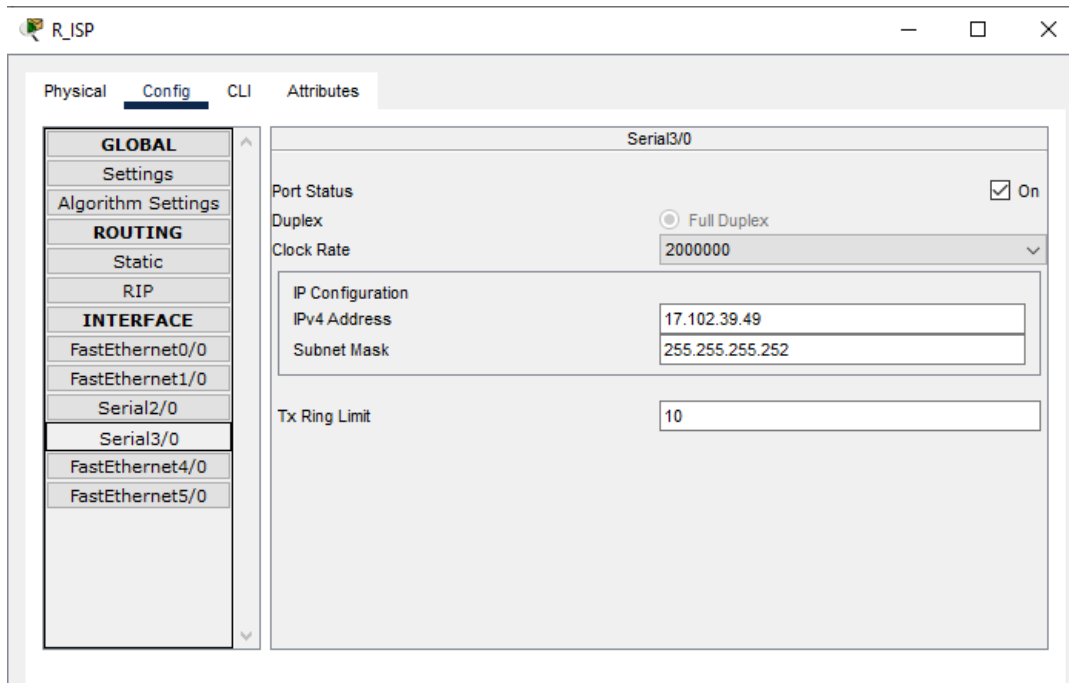 R_ISP
Physical Config CLI Attributes
GLOBAL
Settings
Algorithm Settings
ROUTING
Static
RIP
INTERFACE
FastEthernet0/0
FastEthernet1/0
Serial2/0
Serial3/0
FastEthernet4/0
FastEthernet5/0
Serial3/0
Port Status On
Duplex Full Duplex
Clock Rate 2000000
IP Configuration
IPv4 Address 17.102.39.49
Subnet Mask 255.255.255.252
Tx Ring Limit 10